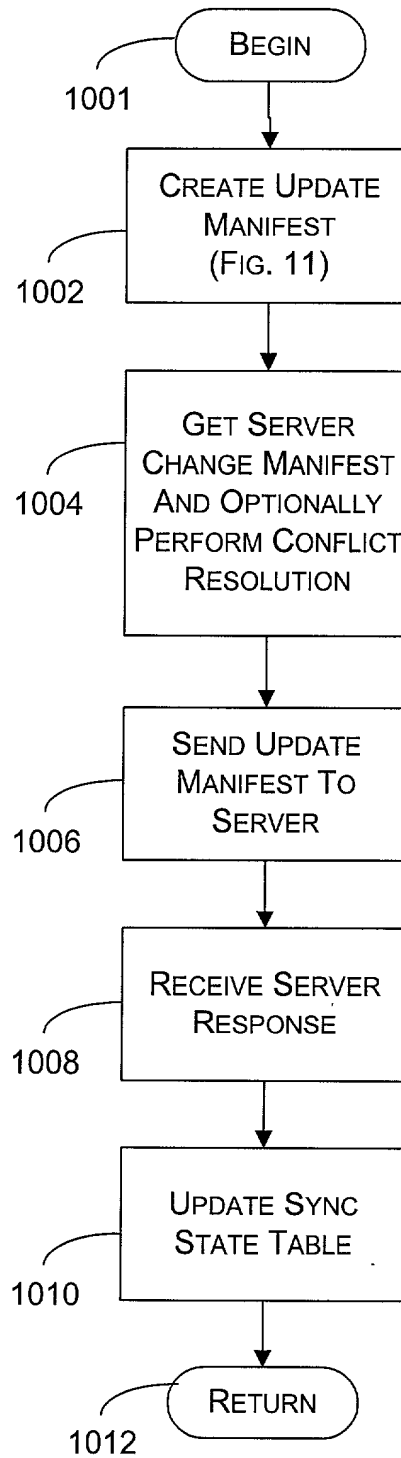 BEGIN
1001
CREATE UPDATE
MANIFEST
(FIG. 11)
1002
GET SERVER
CHANGE MANIFEST
AND OPTIONALLY
PERFORM CONFLICT
RESOLUTION
1004
SEND UPDATE
MANIFEST TO
SERVER
1006
RECEIVE SERVER
RESPONSE
1008
UPDATE SYNC
STATE TABLE
1010
RETURN
1012